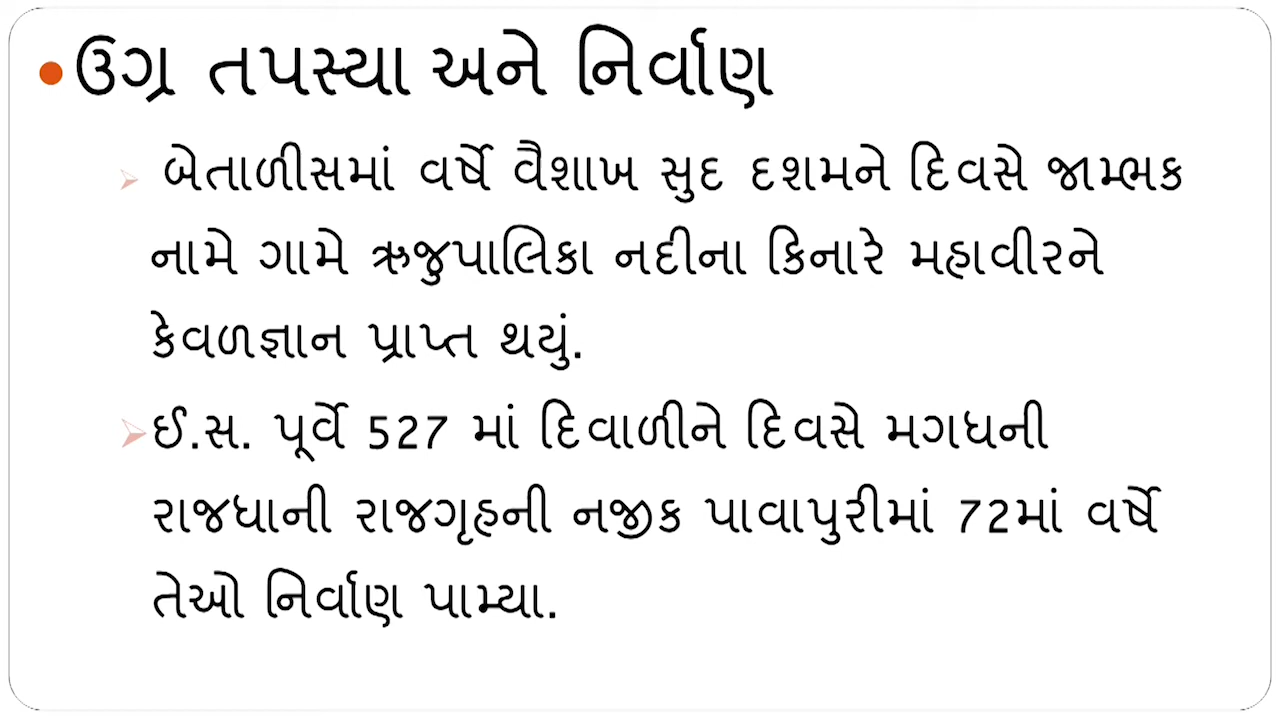 ઉગ્ર તપસ્યા અને નિર્વાણ
બેતાળીસમાં વર્ષે વૈશાખ સુદ દશમને દિવસે જામ્ભક
નામે ગામે ઋજુપાલિકા નદીના કિનારે મહાવીરને
કેવળજ્ઞાન પ્રાપ્ત થયું.
ઈ.સ. પૂર્વે 527 માં દિવાળીને દિવસે મગધની
રાજધાની રાજગૃહની નજીક પાવાપુરીમાં 72માં વર્ષે
તેઓ નિર્વાણ પામ્યા.